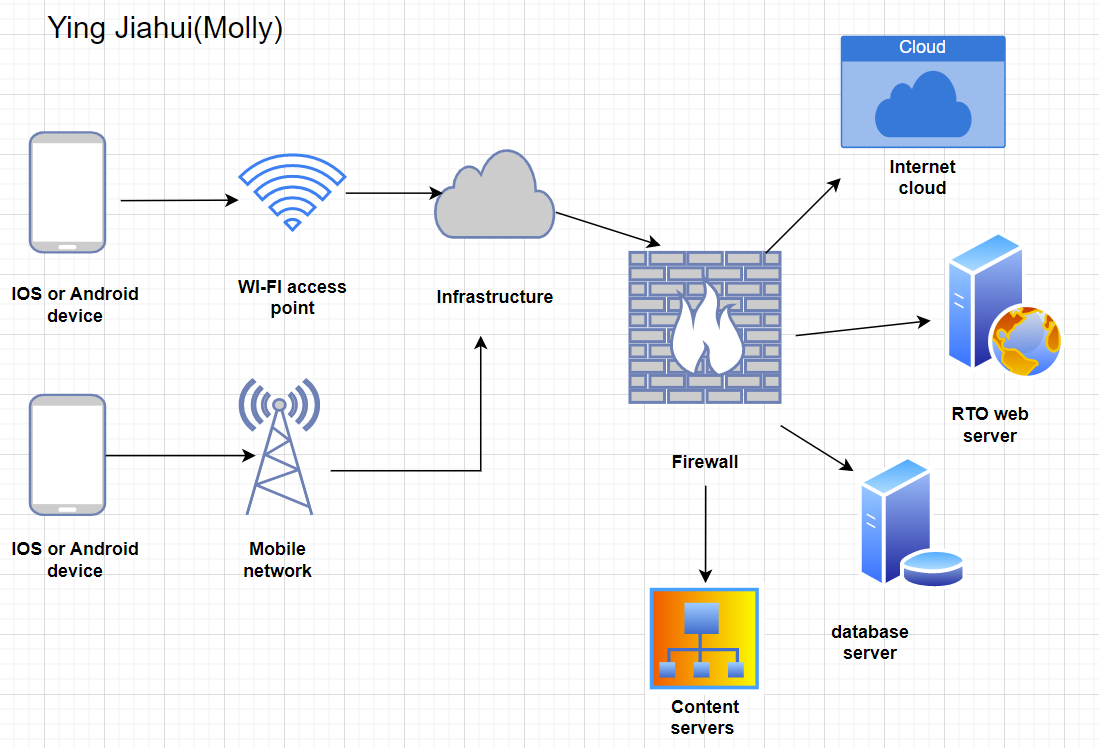 Ying Jiahui(Molly)
Cloud
Internet
cloud
IOS or Android
device
WI-FI access
point
Infrastructure
RTO web
server
Firewall
IOS or Android
device
Mobile
network
database
server
Content
servers